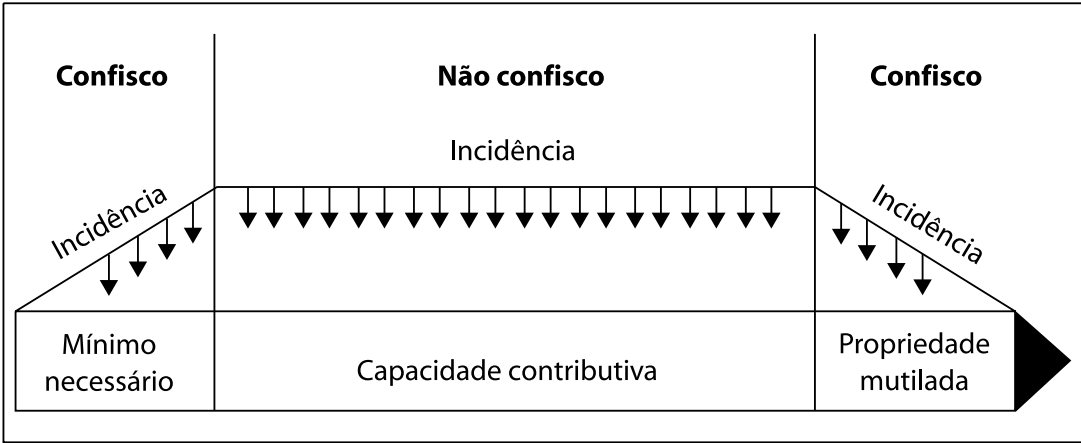 Confisco
Não confisco
Confisco
Incidência
Incidência
Incidência
Mínimo
necessário
Capacidade contributiva
Propriedade
mutilada